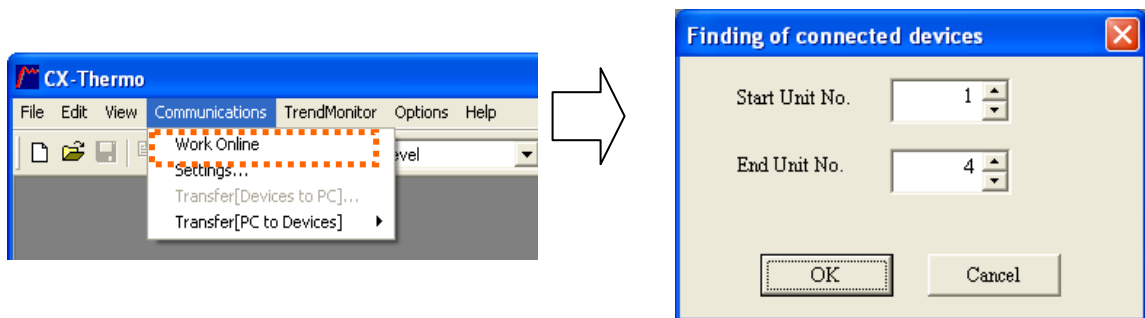 CX-Thermo
File Edit View Communications TrendMonitor Options Help
Work Online
Settings...
Transfer[Devices to PC]...
Transfer[PC to Devices]
Finding of connected devices
Start Unit No. 1
End Unit No. 4
OK Cancel